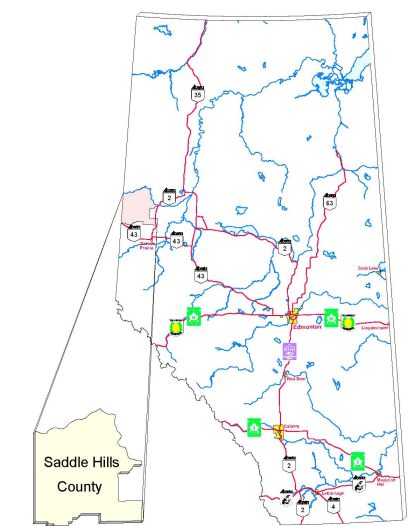 35
2
63
43
43
2
43
Cold Lake
Edmonton
Lloydminster
Red Deer
Calgary
Saddle Hills
County
2
Medicine
Hat
Lethbridge
2
4